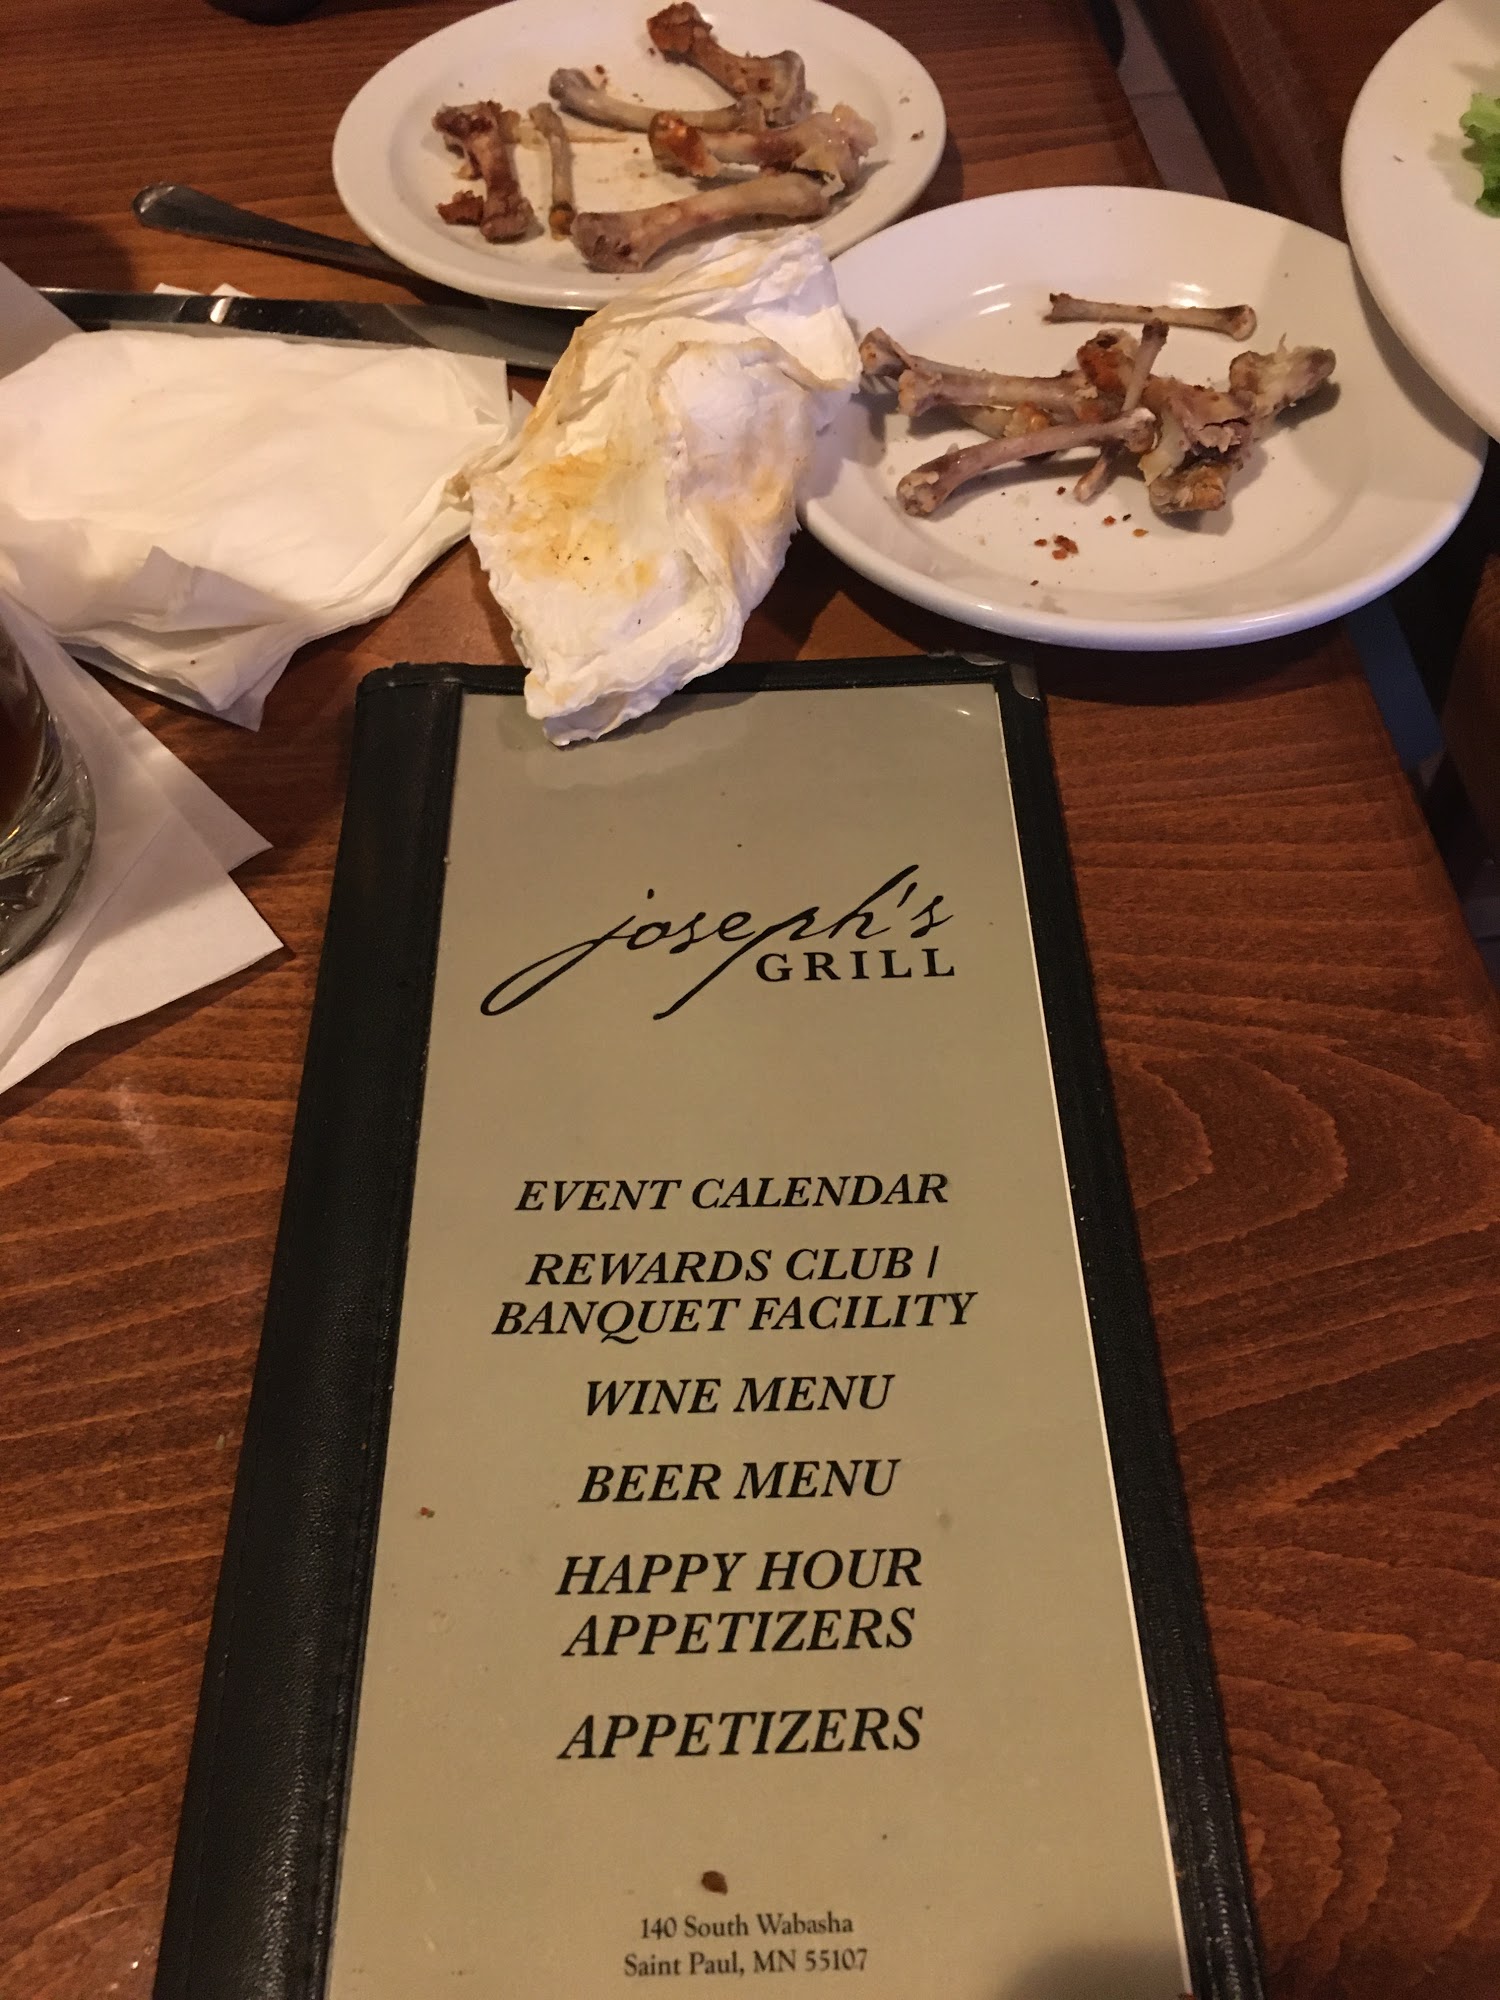 joseph's
GRILL
EVENT CALENDAR
REWARDS CLUB /
BANQUET FACILITY
WINE MENU
BEER MENU
HAPPY HOUR
APPETIZERS
APPETIZERS
140 South Wabasha
Saint Paul, MN 55107